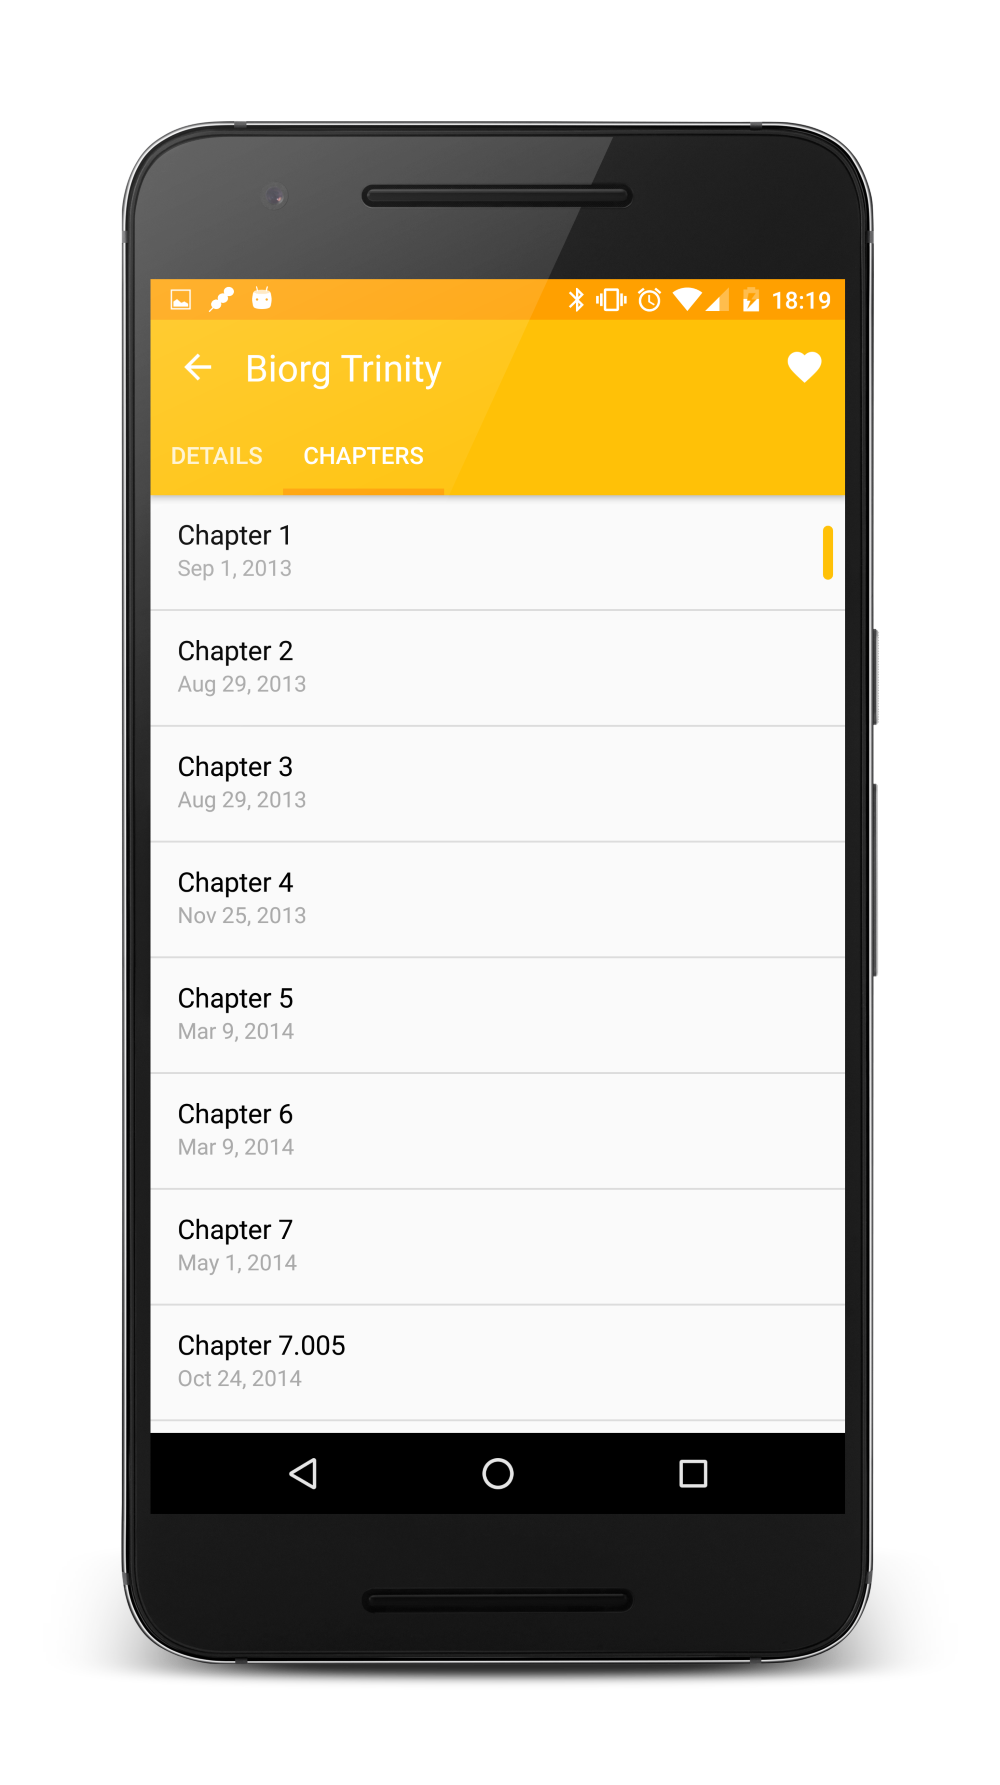 18:19
Biorg Trinity
DETAILS CHAPTERS
Chapter 1
Sep 1, 2013
Chapter 2
Aug 29, 2013
Chapter 3
Aug 29, 2013
Chapter 4
Nov 25, 2013
Chapter 5
Mar 9, 2014
Chapter 6
Mar 9, 2014
Chapter 7
May 1, 2014
Chapter 7.005
Oct 24, 2014